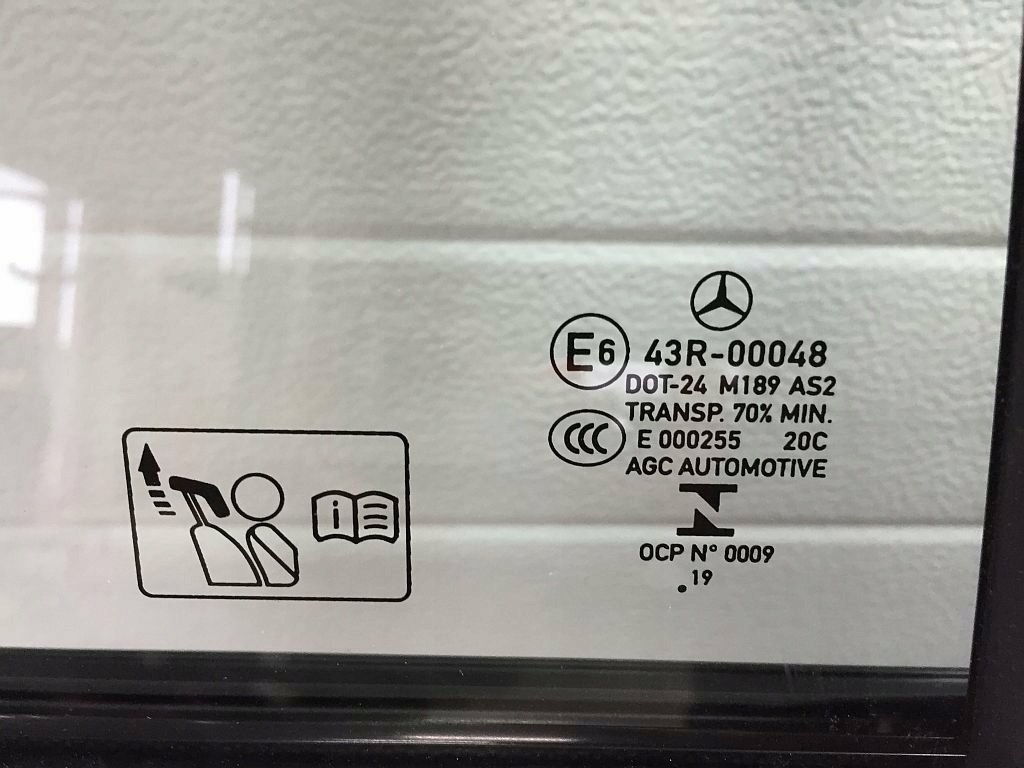 E6 43R-00048
DOT-24 M189 AS2
TRANSP. 70% MIN.
CCC E 000255 20C
AGC AUTOMOTIVE
i
OCP N° 0009
.19